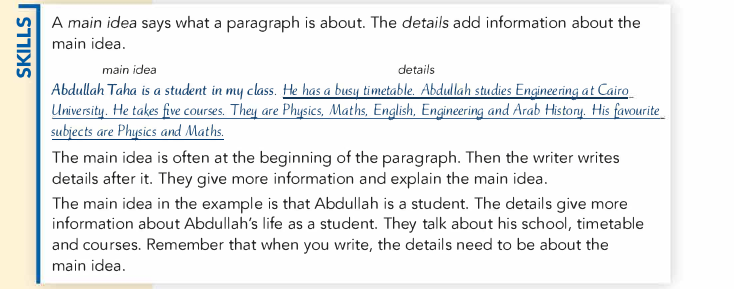 SKILLS
A main idea says what a paragraph is about. The details add information about the
main idea.
main idea details
Abdullah Taha is a student in my class. He has a busy timetable. Abdullah studies Engineering at Cairo
University. He takes five courses. They are Physics, Maths, English, Engineering and Arab History. His favourite
subjects are Physics and Maths.
The main idea is often at the beginning of the paragraph. Then the writer writes
details after it. They give more information and explain the main idea.
The main idea in the example is that Abdullah is a student. The details give more
information about Abdullah's life as a student. They talk about his school, timetable
and courses. Remember that when you write, the details need to be about the
main idea.